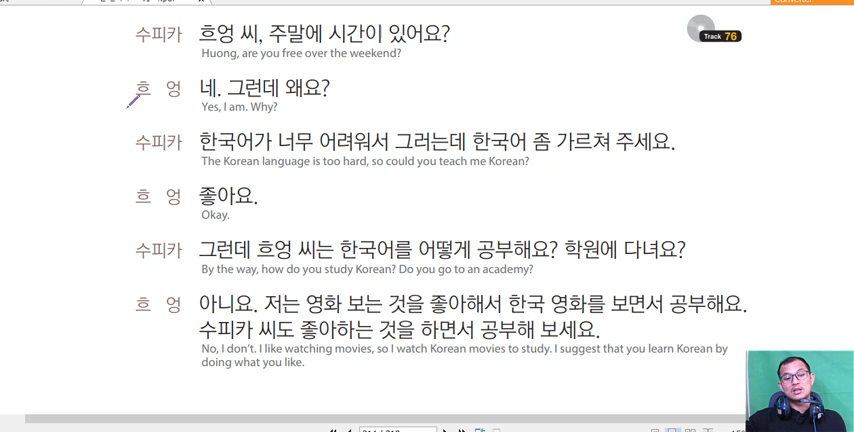 Converter
Track 76
수피카 흐엉 씨, 주말에 시간이 있어요?
Huong, are you free over the weekend?
흐 엉 네. 그런데 왜요?
Yes, I am. Why?
수피카 한국어가 너무 어려워서 그러는데 한국어 좀 가르쳐 주세요.
The Korean language is too hard, so could you teach me Korean?
흐 엉 좋아요.
Okay.
수피카 그런데 흐엉 씨는 한국어를 어떻게 공부해요? 학원에 다녀요?
By the way, how do you study Korean? Do you go to an academy?
흐 엉 아니요. 저는 영화 보는 것을 좋아해서 한국 영화를 보면서 공부해요.
수피카 씨도 좋아하는 것을 하면서 공부해 보세요.
No, I don't. I like watching movies, so I watch Korean movies to study. I suggest that you learn Korean by
doing what you like.